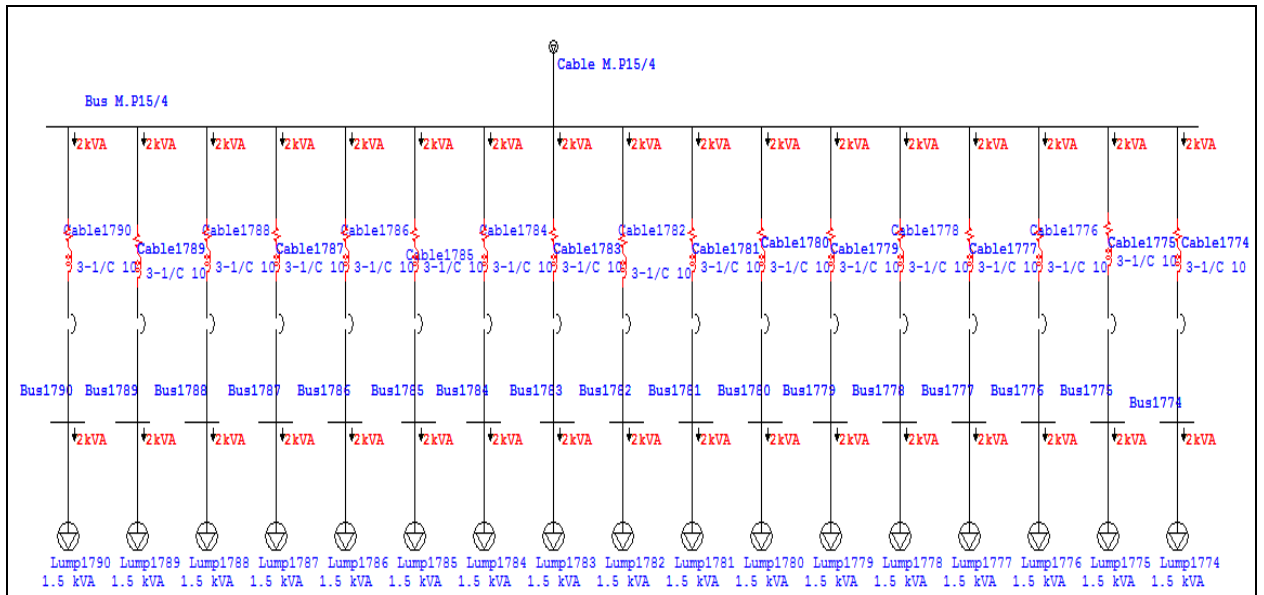 Cable M.P15/4
Bus M.P15/4
2kVA 2kVA 2kVA 2kVA 2kVA 2kVA 2kVA 2kVA 2kVA 2kVA 2kVA 2kVA 2kVA 2kVA 2kVA 2kVA 2kVA
Cable1790 Cable1789 Cable1788 Cable1787 Cable1786 Cable1785 Cable1784 Cable1783 Cable1782 Cable1781 Cable1780 Cable1779 Cable1778 Cable1777 Cable1776 Cable1775 Cable1774
3-1/C 10 3-1/C 10 3-1/C 10 3-1/C 10 3-1/C 10 3-1/C 10 3-1/C 10 3-1/C 10 3-1/C 10 3-1/C 10 3-1/C 10 3-1/C 10 3-1/C 10 3-1/C 10 3-1/C 10 3-1/C 10 3-1/C 10
Bus1790 Bus1789 Bus1788 Bus1787 Bus1786 Bus1785 Bus1784 Bus1783 Bus1782 Bus1781 Bus1780 Bus1779 Bus1778 Bus1777 Bus1776 Bus1775 Bus1774
2kVA 2kVA 2kVA 2kVA 2kVA 2kVA 2kVA 2kVA 2kVA 2kVA 2kVA 2kVA 2kVA 2kVA 2kVA 2kVA 2kVA
Lump1790 Lump1789 Lump1788 Lump1787 Lump1786 Lump1785 Lump1784 Lump1783 Lump1782 Lump1781 Lump1780 Lump1779 Lump1778 Lump1777 Lump1776 Lump1775 Lump1774
1.5 kVA 1.5 kVA 1.5 kVA 1.5 kVA 1.5 kVA 1.5 kVA 1.5 kVA 1.5 kVA 1.5 kVA 1.5 kVA 1.5 kVA 1.5 kVA 1.5 kVA 1.5 kVA 1.5 kVA 1.5 kVA 1.5 kVA